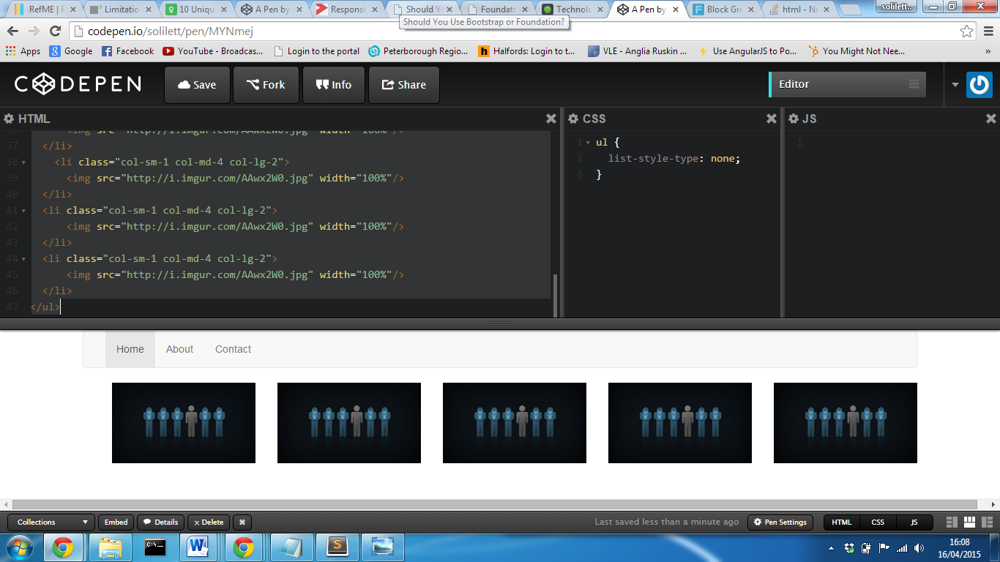 RefME | F
Limitatio
10 Uniqu
A Pen by
Responsi
Should Y
Foundati
Technolo
A Pen by
Block Gri
html - Ne
solilett...
Should You Use Bootstrap or Foundation?
codepen.io/solilett/pen/MYNmej
Apps
Google
Facebook
YouTube - Broadcas...
Login to the portal
Peterborough Regio...
Halfords: Login to t...
VLE - Anglia Ruskin ...
Use AngularJS to Po...
You Might Not Nee...
»
CODEPEN
Save
Fork
Info
Share
Editor
HTML
<img src="http://i.imgur.com/AAwx2W0.jpg" width="100%"/>
37 </li>
38 <li class="col-sm-1 col-md-4 col-lg-2">
39 <img src="http://i.imgur.com/AAwx2W0.jpg" width="100%"/>
40 </li>
41 <li class="col-sm-1 col-md-4 col-lg-2">
42 <img src="http://i.imgur.com/AAwx2W0.jpg" width="100%"/>
43 </li>
44 <li class="col-sm-1 col-md-4 col-lg-2">
45 <img src="http://i.imgur.com/AAwx2W0.jpg" width="100%"/>
46 </li>
47 </ul>
CSS
1 ul {
2 list-style-type: none;
3 }
JS
1
Home
About
Contact
Collections
Embed
Details
x Delete
⌘
Last saved less than a minute ago
Pen Settings
HTML
CSS
JS
16:08
16/04/2015